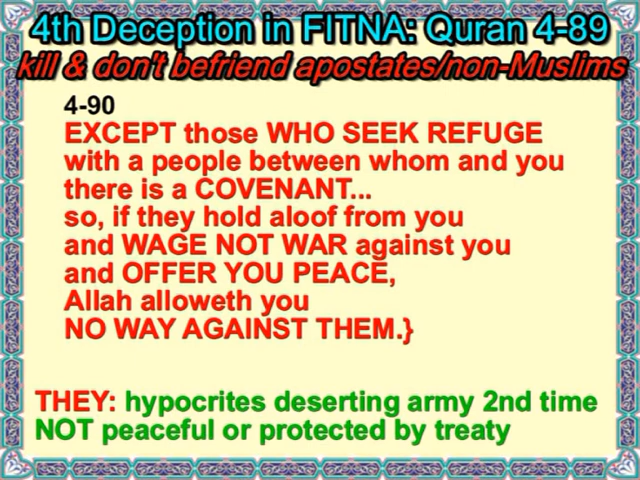 4th Deception in FITNA: Quran 4-89
kill & don't befriend apostates/non-Muslims
4-90
EXCEPT those WHO SEEK REFUGE
with a people between whom and you
there is a COVENANT...
so, if they hold aloof from you
and WAGE NOT WAR against you
and OFFER YOU PEACE,
Allah alloweth you
NO WAY AGAINST THEM.}
THEY: hypocrites deserting army 2nd time
NOT peaceful or protected by treaty